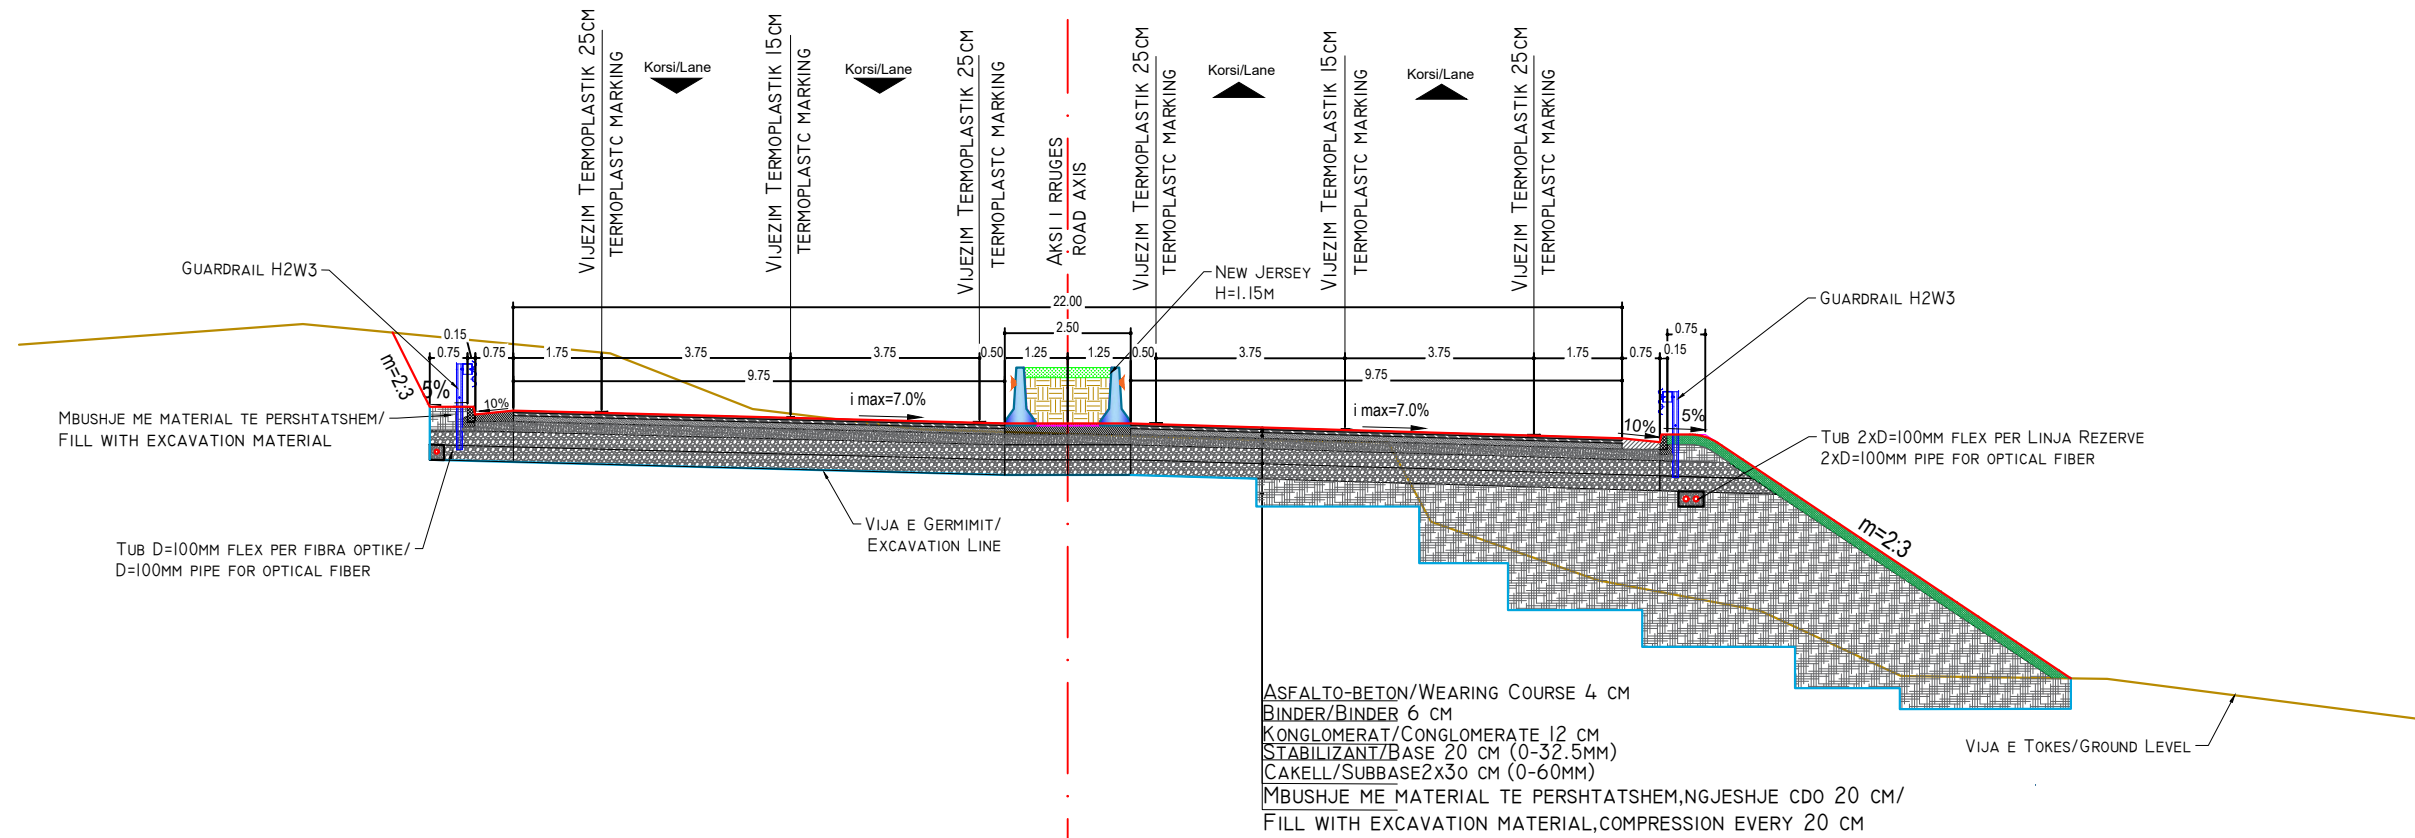 VIJEZIM TERMOPLASTIK 25CM
TERMOPLASTC MARKING
Korsi/Lane
VIJEZIM TERMOPLASTIK 15CM
TERMOPLASTC MARKING
Korsi/Lane
VIJEZIM TERMOPLASTIK 25CM
TERMOPLASTC MARKING
AKSI I RRUGES
ROAD AXIS
VIJEZIM TERMOPLASTIK 25CM
TERMOPLASTC MARKING
Korsi/Lane
VIJEZIM TERMOPLASTIK 15CM
TERMOPLASTC MARKING
Korsi/Lane
VIJEZIM TERMOPLASTIK 25CM
TERMOPLASTC MARKING
GUARDRAIL H2W3
NEW JERSEY
H=1.15M
GUARDRAIL H2W3
22.00
2.50
0.15
0.75
0.75
0.75
1.75
3.75
3.75
0.50
1.25
1.25
0.50
3.75
3.75
1.75
0.75
0.15
9.75
9.75
m=2:3
5%
10%
i max=7.0%
i max=7.0%
10%
5%
MBUSHJE ME MATERIAL TE PERSHTATSHEM/
FILL WITH EXCAVATION MATERIAL
TUB 2xD=100MM FLEX PER LINJA REZERVE
2xD=100MM PIPE FOR OPTICAL FIBER
VIJA E GERMIMIT/
EXCAVATION LINE
m=2:3
TUB D=100MM FLEX PER FIBRA OPTIKE/
D=100MM PIPE FOR OPTICAL FIBER
ASFALTO-BETON/WEARING COURSE 4 CM
BINDER/BINDER 6 CM
KONGLOMERAT/CONGLOMERATE 12 CM
STABILIZANT/BASE 20 CM (0-32.5MM)
CAKELL/SUBBASE2X30 CM (0-60MM)
MBUSHJE ME MATERIAL TE PERSHTATSHEM,NGJESHJE CDO 20 CM/
FILL WITH EXCAVATION MATERIAL,COMPRESSION EVERY 20 CM
VIJA E TOKES/GROUND LEVEL